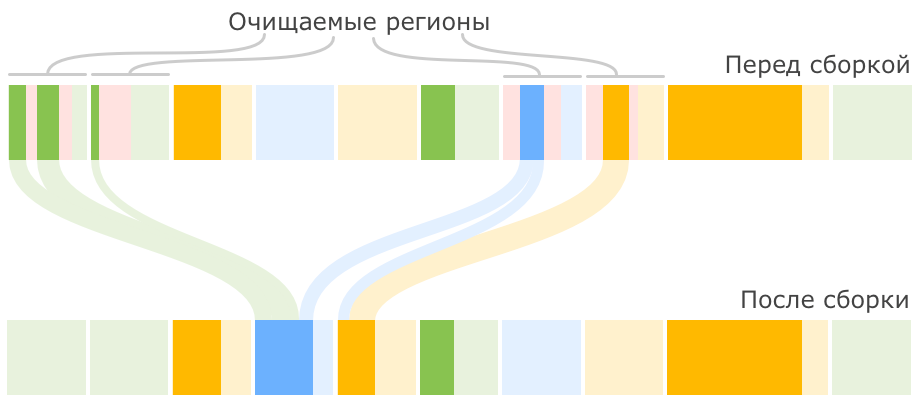 Очищаемые регионы
Перед сборкой
После сборки